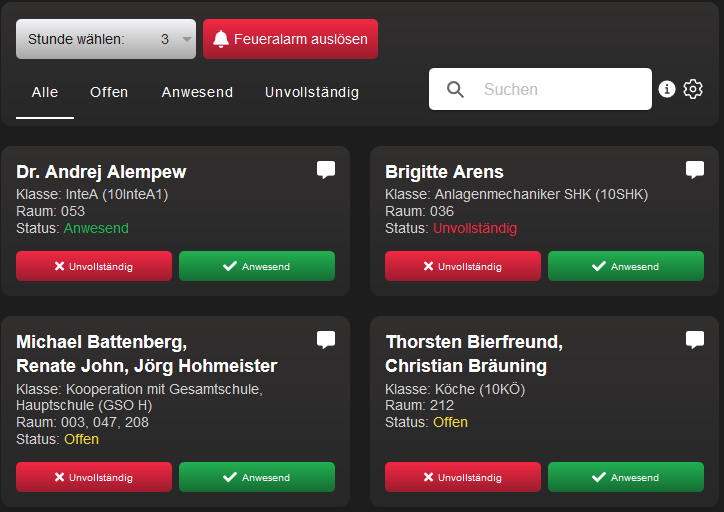 Stunde wählen: 3
Feueralarm auslösen
Alle Offen Anwesend Unvollständig
Suchen
Dr. Andrej Alempew
Klasse: InteA (10InteA1)
Raum: 053
Status: Anwesend
Unvollständig Anwesend
Brigitte Arens
Klasse: Anlagenmechaniker SHK (10SHK)
Raum: 036
Status: Unvollständig
Unvollständig Anwesend
Michael Battenberg,
Renate John, Jörg Hohmeister
Klasse: Kooperation mit Gesamtschule,
Hauptschule (GSO H)
Raum: 003, 047, 208
Status: Offen
Unvollständig Anwesend
Thorsten Bierfreund,
Christian Bräuning
Klasse: Köche (10KÖ)
Raum: 212
Status: Offen
Unvollständig Anwesend